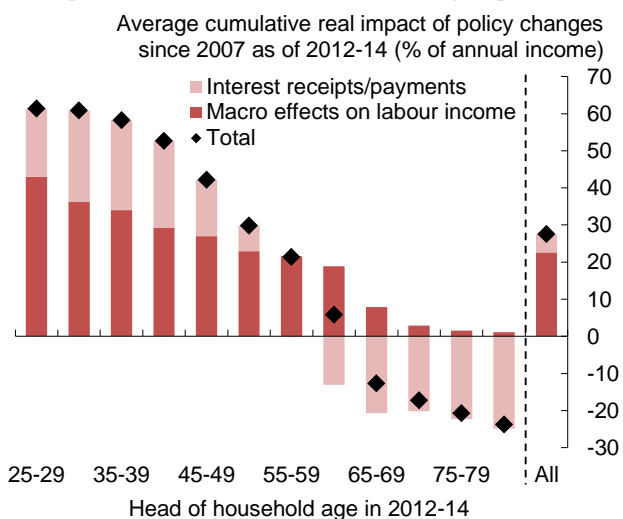 Average cumulative real impact of policy changes
since 2007 as of 2012-14 (% of annual income)
Interest receipts/payments
Macro effects on labour income
Total
70
60
50
40
30
20
10
0
-10
-20
-30
25-29 35-39 45-49 55-59 65-69 75-79 All
Head of household age in 2012-14